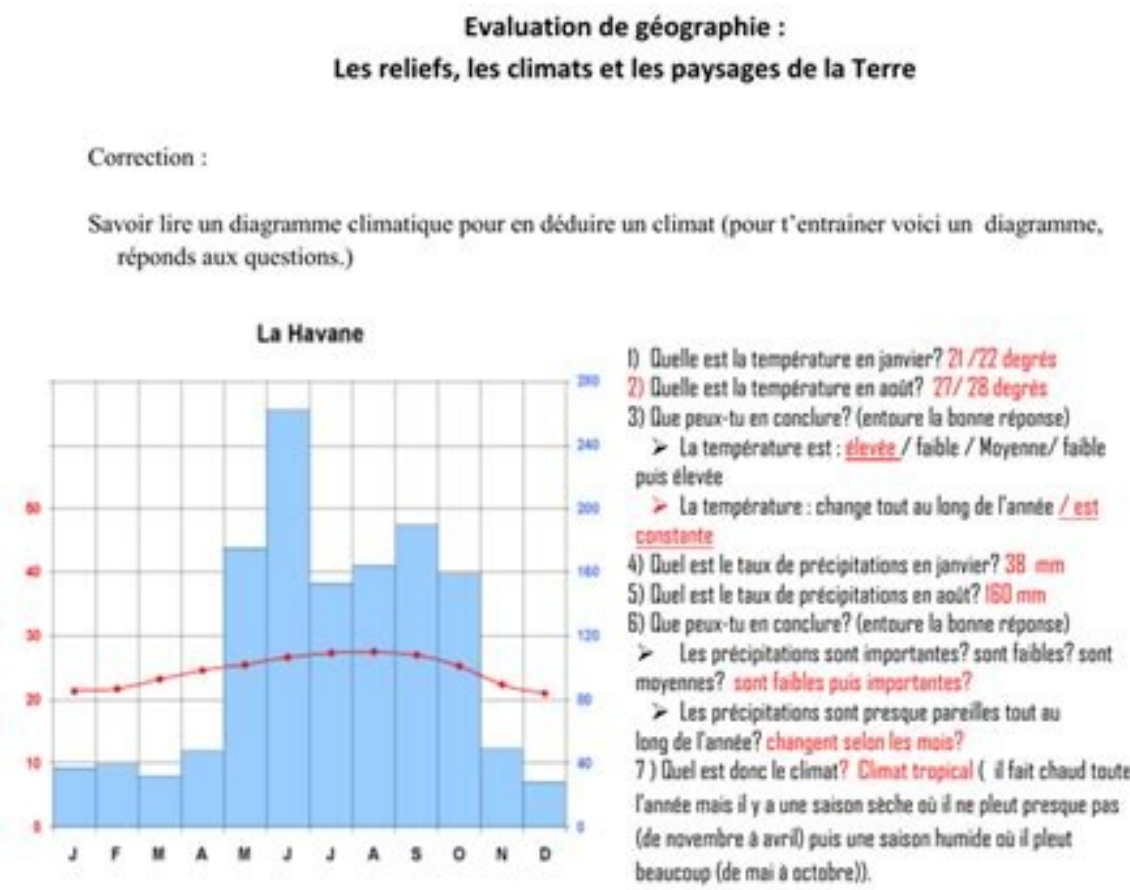 Evaluation de géographie :
Les reliefs, les climats et les paysages de la Terre
Correction :
Savoir lire un diagramme climatique pour en déduire un climat (pour t'entrainer voici un diagramme,
réponds aux questions.)
La Havane
280
240
50 200
40 160
30 120
20 80
10 40
0 0
J F M A M J J A S O N D
1) Quelle est la température en janvier? 21 /22 degrés
2) Quelle est la température en août? 27/ 28 degrés
3) Que peux-tu en conclure? (entoure la bonne réponse)
➢ La température est : élevée / faible / Moyenne/ faible
puis élevée
➢ La température : change tout au long de l'année / est
constante
4) Quel est le taux de précipitations en janvier? 38 mm
5) Quel est le taux de précipitations en août? 160 mm
6) Que peux-tu en conclure? (entoure la bonne réponse)
➢ Les précipitations sont importantes? sont faibles? sont
moyennes? sont faibles puis importantes?
➢ Les précipitations sont presque pareilles tout au
long de l'année? changent selon les mois?
7 ) Quel est donc le climat? Climat tropical ( il fait chaud toute
l'année mais il y a une saison sèche où il ne pleut presque pas
(de novembre à avril) puis une saison humide où il pleut
beaucoup (de mai à octobre)).